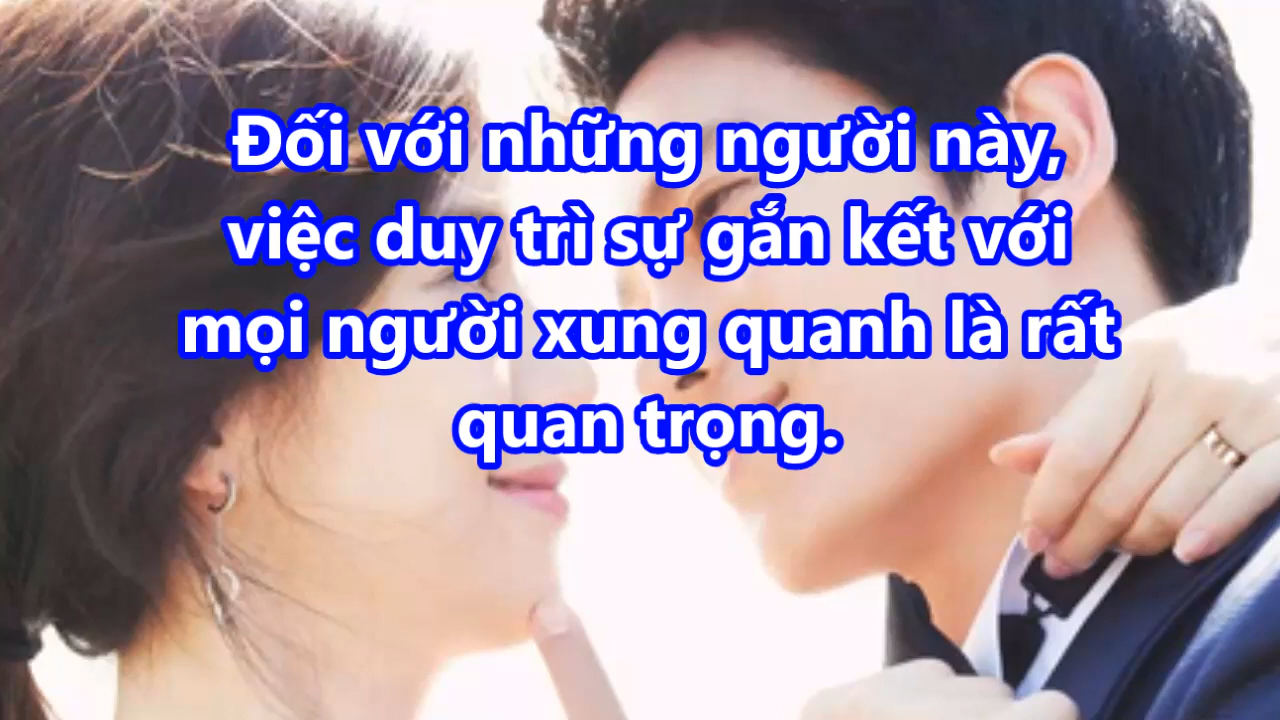 Đối với những người này,
việc duy trì sự gắn kết với
mọi người xung quanh là rất
quan trọng.